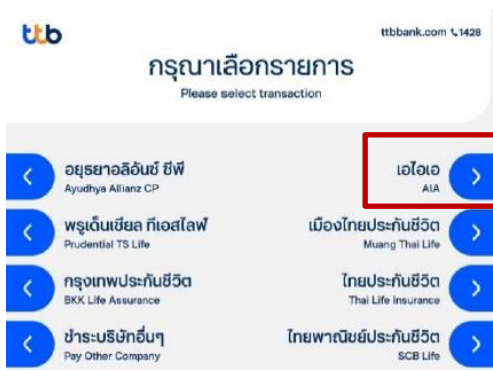 ttb
ttbbank.com 1428
กรุณาเลือกรายการ
Please select transaction
อยุธยาอลิอันซ์ ซีพี
Ayudhya Allianz CP
เอไอเอ
AIA
พรูเด็นเชียล ทีเอสไลฟ์
Prudential TS Life
เมืองไทยประกันชีวิต
Muang Thai Life
กรุงเทพประกันชีวิต
BKK Life Assurance
ไทยประกันชีวิต
Thai Life Insurance
ชำระบริษัทอื่นๆ
Pay Other Company
ไทยพาณิชย์ประกันชีวิต
SCB Life